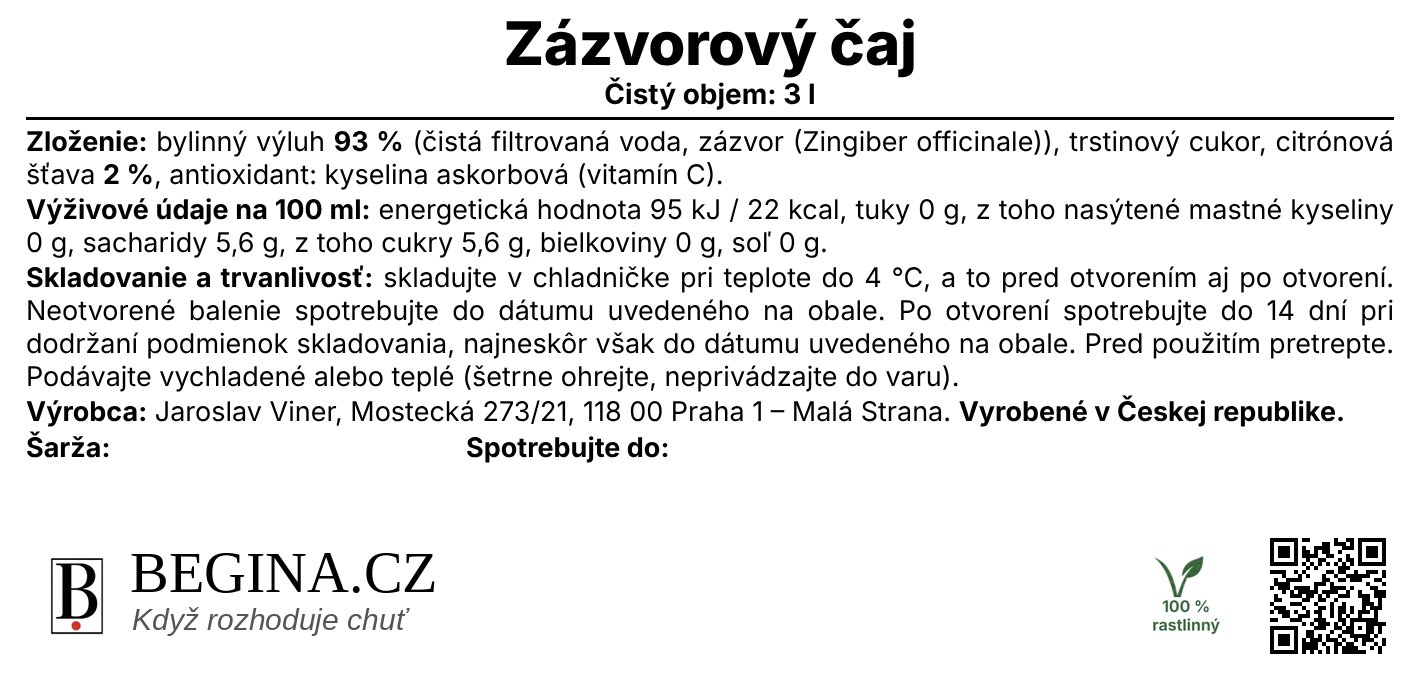 Zázvorový čaj
Čistý objem: 3 l
Zloženie: bylinný výluh 93 % (čistá filtrovaná voda, zázvor (Zingiber officinale)), trstinový cukor, citrónová
šťava 2 %, antioxidant: kyselina askorbová (vitamín C).
Výživové údaje na 100 ml: energetická hodnota 95 kJ / 22 kcal, tuky 0 g, z toho nasýtené mastné kyseliny
0 g, sacharidy 5,6 g, z toho cukry 5,6 g, bielkoviny 0 g, soľ 0 g.
Skladovanie a trvanlivosť: skladujte v chladničke pri teplote do 4 °C, a to pred otvorením aj po otvorení.
Neotvorené balenie spotrebujte do dátumu uvedeného na obale. Po otvorení spotrebujte do 14 dní pri
dodržaní podmienok skladovania, najneskôr však do dátumu uvedeného na obale. Pred použitím pretrepte.
Podávajte vychladené alebo teplé (šetrne ohrejte, neprivádzajte do varu).
Výrobca: Jaroslav Viner, Mostecká 273/21, 118 00 Praha 1 – Malá Strana. Vyrobené v Českej republike.
Šarža: Spotrebujte do:
B BEGINA.CZ
Když rozhoduje chuť
100 %
rastlinný